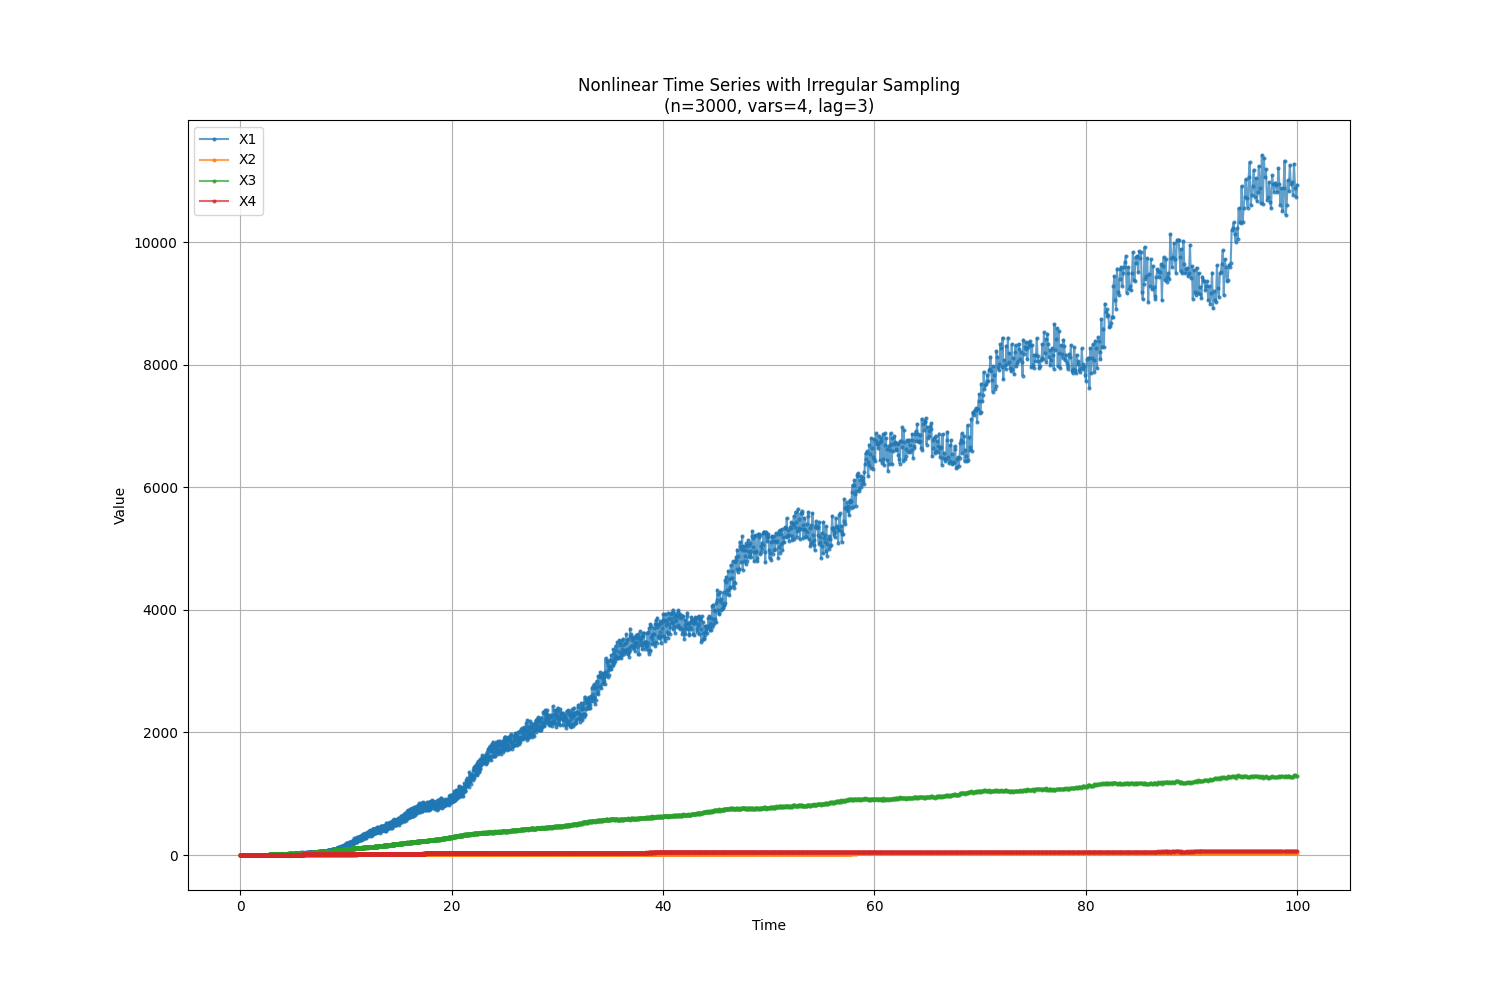 Nonlinear Time Series with Irregular Sampling
(n=3000, vars=4, lag=3)
X1
X2
X3
X4
Value
10000
8000
6000
4000
2000
0
0
20
40
60
80
100
Time